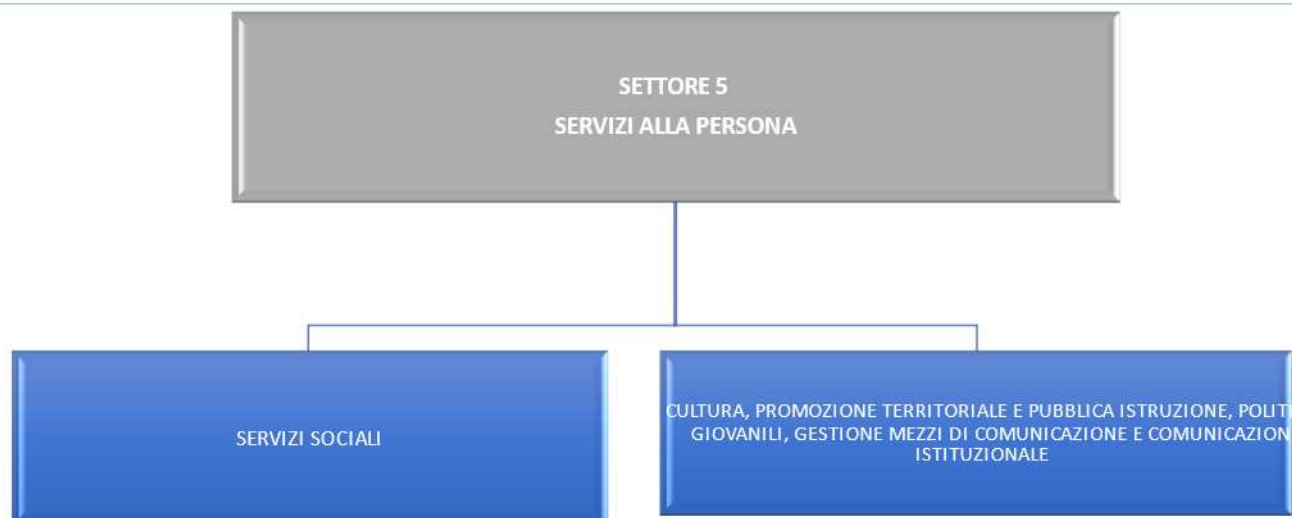 SETTORE 5
SERVIZI ALLA PERSONA
SERVIZI SOCIALI
CULTURA, PROMOZIONE TERRITORIALE E PUBBLICA ISTRUZIONE, POLIT
GIOVANILI, GESTIONE MEZZI DI COMUNICAZIONE E COMUNICAZION
ISTITUZIONALE